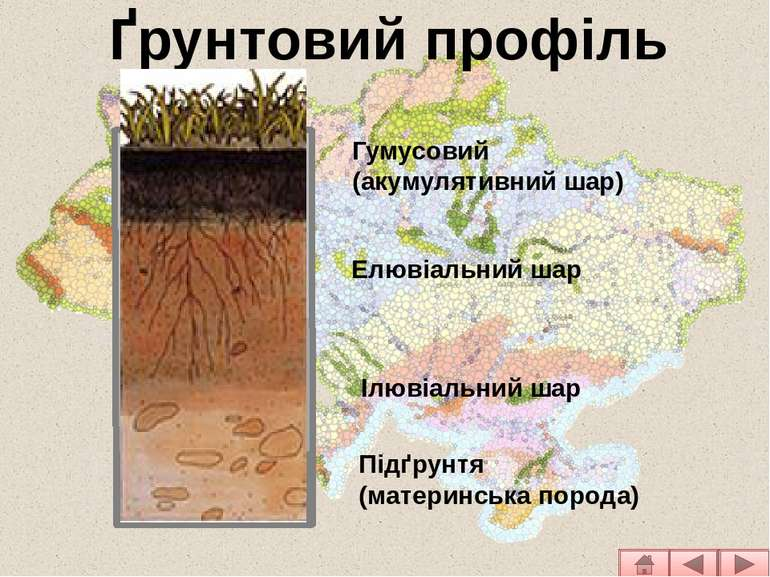 Ґрунтовий профіль
Гумусовий
(акумулятивний шар)
Елювіальний шар
Ілювіальний шар
Підґрунтя
(материнська порода)